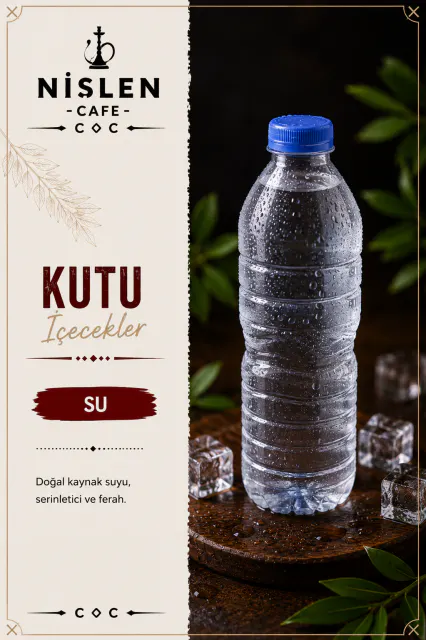 NİSLEN
-CAFE-
C ◇ C
KUTU
İçecekler
SU
Doğal kaynak suyu,
serinletici ve ferah.
C ◇ C